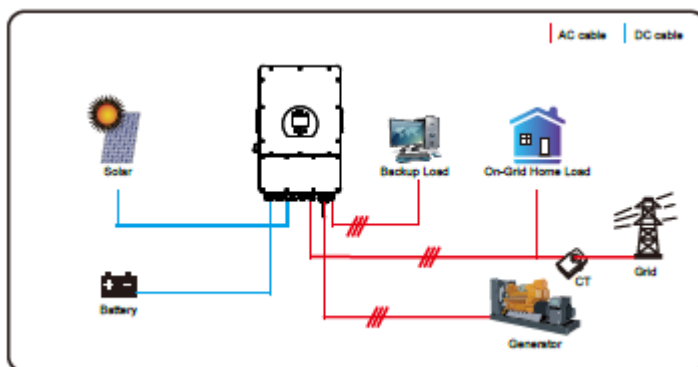 AC cable DC cable
Solar
Backup Load
On-Grid Home Load
CT
Grid
Battery
Generator